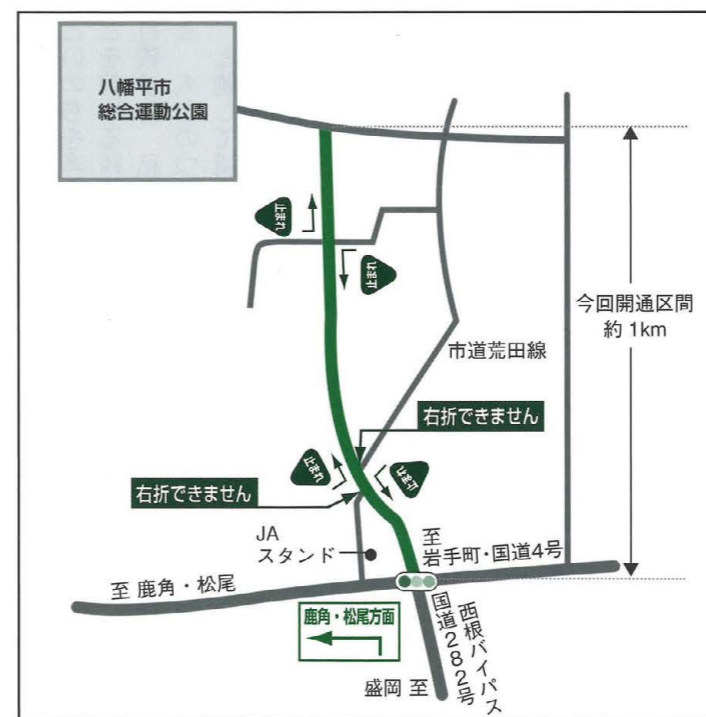 八幡平市
総合運動公園
止まれ
止まれ
今回開通区間
約 1km
市道荒田線
右折できません
止まれ
止まれ
右折できません
JA
スタンド
至
岩手町・国道4号
至 鹿角・松尾
鹿角・松尾方面
西根バイパス
国道282号
盛岡 至